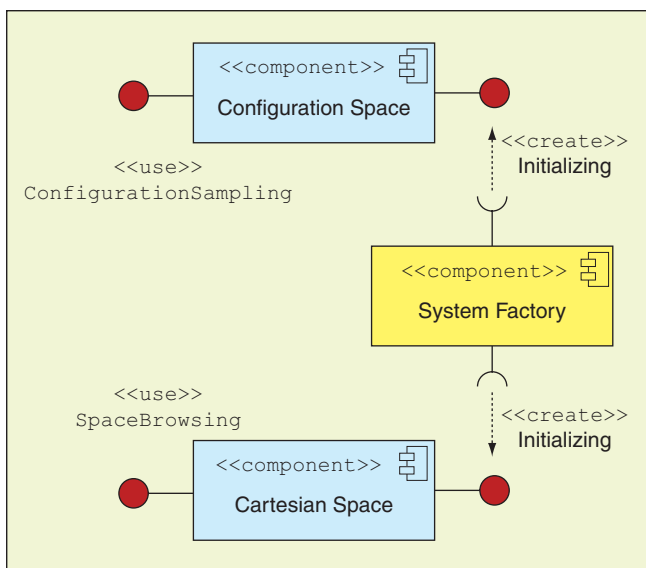 <<component>>
Configuration Space
<<use>>
ConfigurationSampling
<<create>>
Initializing
<<component>>
System Factory
<<use>>
SpaceBrowsing
<<create>>
Initializing
<<component>>
Cartesian Space